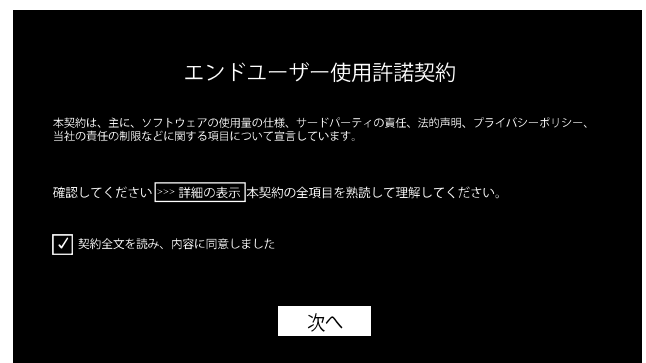 エンドユーザー使用許諾契約
本契約は、主に、ソフトウェアの使用量の仕様、サードパーティの責任、法的声明、プライバシーポリシー、
当社の責任の制限などに関する項目について宣言しています。
確認してください >>> 詳細の表示 本契約の全項目を熟読して理解してください。
契約全文を読み、内容に同意しました
次へ